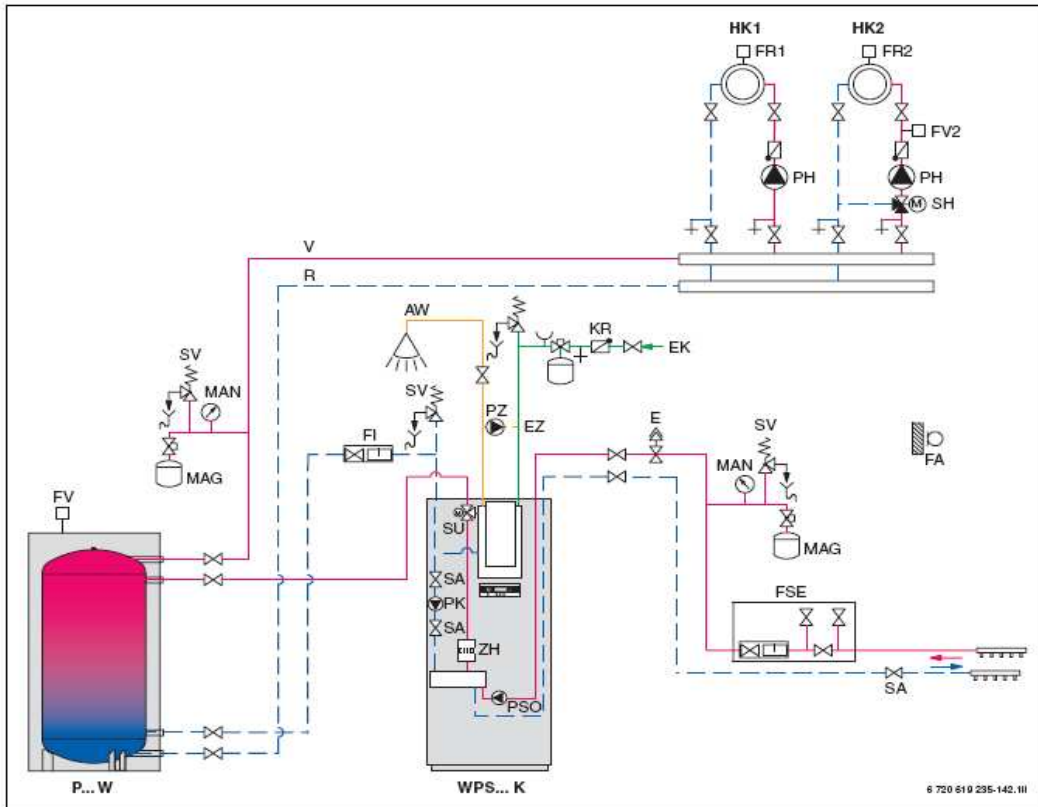 HK1
HK2
FR1
FR2
FV2
PH
PH
M
SH
V
R
AW
KR
EK
SV
MAN
SV
PZ
EZ
E
SV
FI
MAG
MAN
FA
FV
M
SU
MAG
SA
FSE
PK
SA
ZH
SA
PSO
P... W
WPS... K
6 720 619 235-142.1II